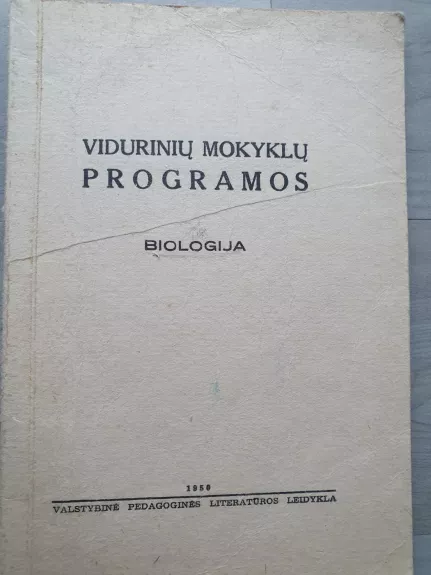 VIDURINIŲ MOKYKLŲ
PROGRAMOS
BIOLOGIJA
1950
VALSTYBINĖ PEDAGOGINĖS LITERATŪROS LEIDYKLA